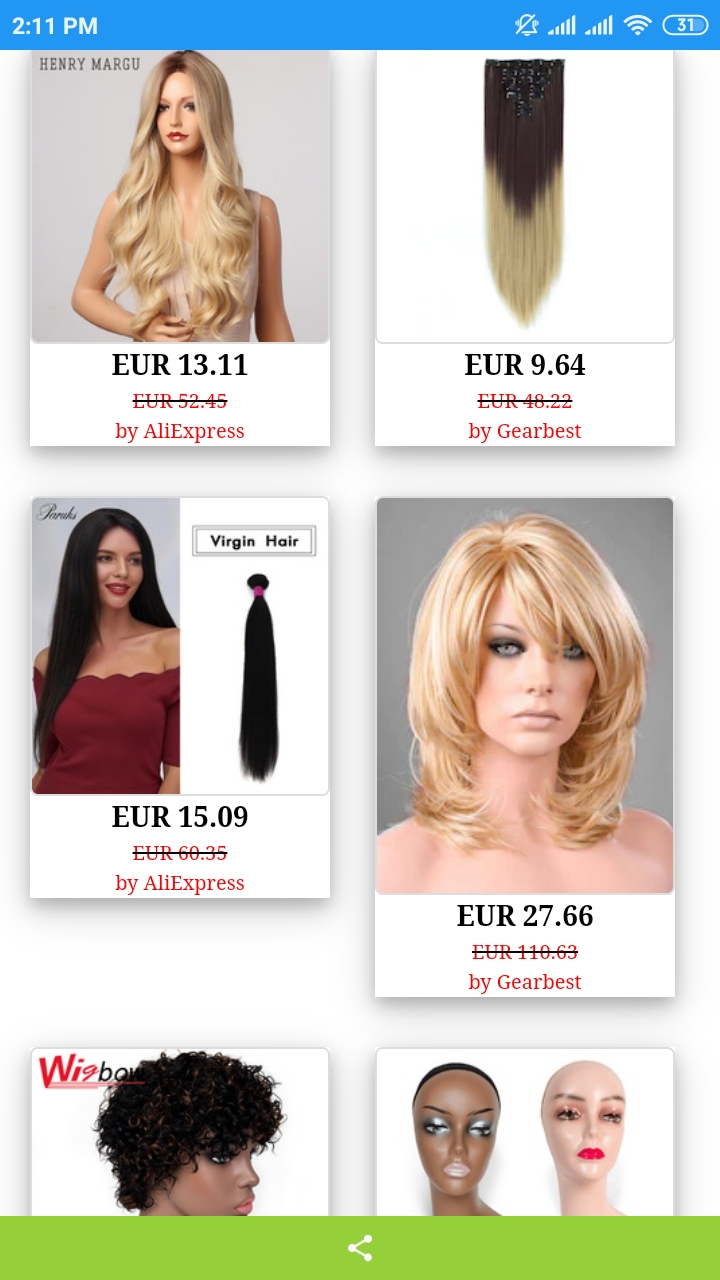 2:11 PM
31
HENRY MARGU
EUR 13.11
EUR 52.45
by AliExpress
EUR 9.64
EUR 48.22
by Gearbest
Paruks
Virgin Hair
EUR 15.09
EUR 60.35
by AliExpress
EUR 27.66
EUR 110.63
by Gearbest
Wigbow